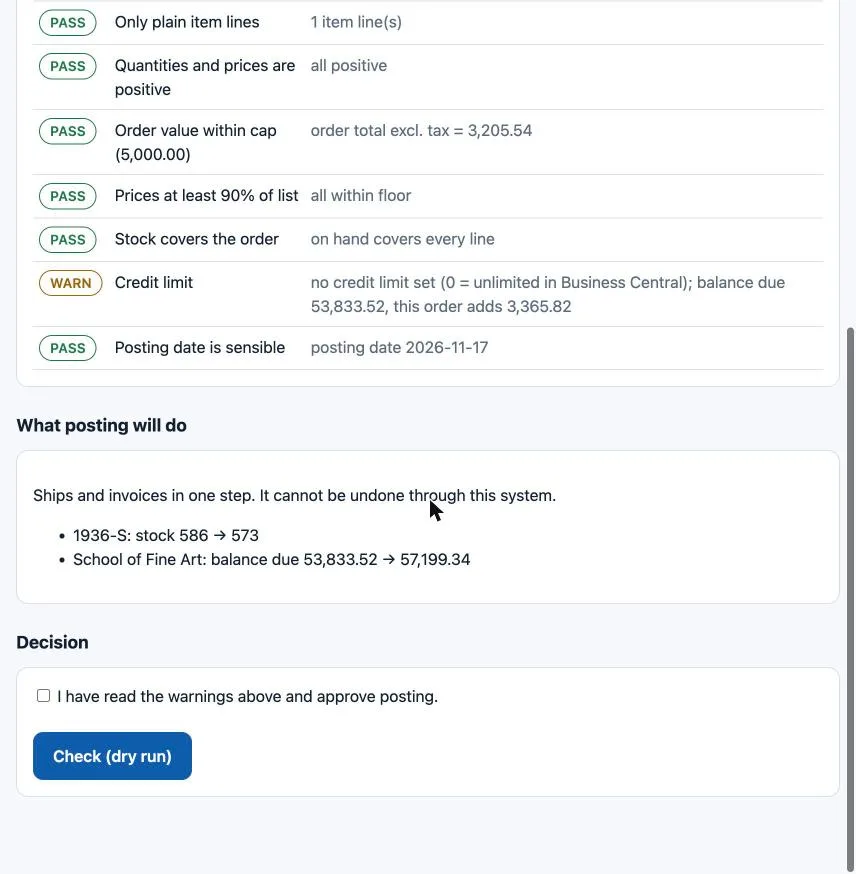 PASS Only plain item lines 1 item line(s)
PASS Quantities and prices are all positive
positive
PASS Order value within cap order total excl. tax = 3,205.54
(5,000.00)
PASS Prices at least 90% of list all within floor
PASS Stock covers the order on hand covers every line
WARN Credit limit no credit limit set (0 = unlimited in Business Central); balance due
53,833.52, this order adds 3,365.82
PASS Posting date is sensible posting date 2026-11-17
What posting will do
Ships and invoices in one step. It cannot be undone through this system.
• 1936-S: stock 586 → 573
• School of Fine Art: balance due 53,833.52 → 57,199.34
Decision
I have read the warnings above and approve posting.
Check (dry run)